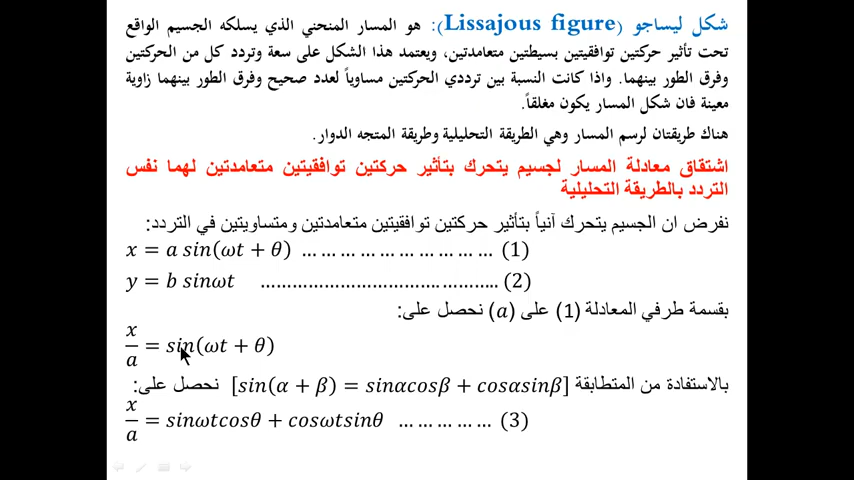 شكل ليساجو (Lissajous figure): هو المسار المنحني الذي يسلكه الجسيم الواقع
تحت تأثير حركتين توافقيتين بسيطتين متعامدتين، ويعتمد هذا الشكل على سعة وتردد كل من الحركتين
وفرق الطور بينهما. واذا كانت النسبة بين ترددي الحركتين مساوياً لعدد صحيح وفرق الطور بينهما زاوية
معينة فان شكل المسار يكون مغلقاً.
هناك طريقتان لرسم المسار وهي الطريقة التحليلية وطريقة المتجه الدوار.
اشتقاق معادلة المسار لجسيم يتحرك بتأثير حركتين توافقيتين متعامدتين لهما نفس
التردد بالطريقة التحليلية
نفرض ان الجسيم يتحرك آنياً بتأثير حركتين توافقيتين متعامدتين ومتساويتين في التردد:
x = a sin(ωt + θ) … … … … … … … … … … (1)
y = b sinωt ……………………………………….. (2)
بقسمة طرفي المعادلة (1) على (a) نحصل على:
x/a = sin(ωt + θ)
بالاستفادة من المتطابقة [sin(α + β) = sinαcosβ + cosαsinβ] نحصل على:
x/a = sinωtcosθ + cosωtsinθ … … … … … (3)